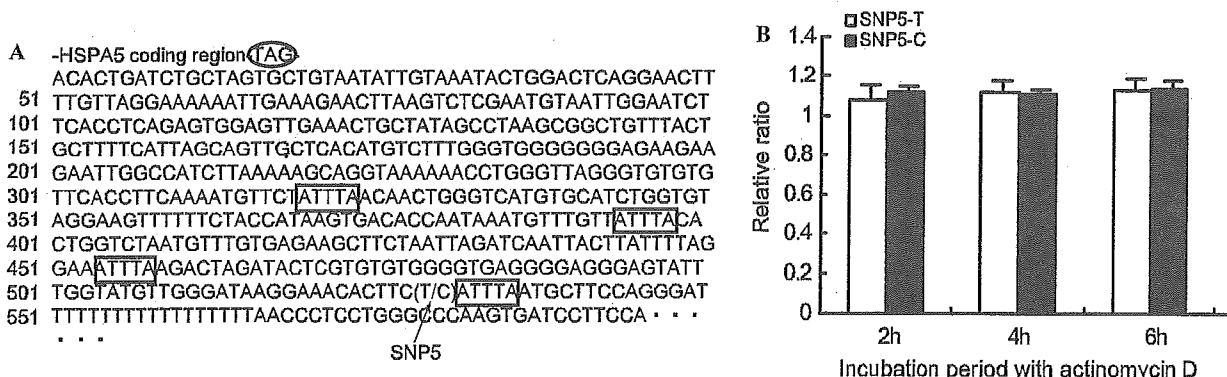 A -HSPA5 coding region TAG
ACACTGATCTGCTAGTGCTGTAATATTGTAAATACTGGACTCAGGAACTT
51 TTGTTAGGAAAAAATTGAAAGAACTTAAGTCTCGAATGTAATTGGAATCT
101 TCACCTCAGAGTGGAGTTGAAACTGCTATAGCCTAAGCGGCTGTTTACT
151 GCTTTTCATTAGCAGTTGCTCACATGTCTTTGGGTGGGGGGGAGAAGAA
201 GAATTGGCCATCTTAAAAAGCAGGTAAAAAACCTGGGTTAGGGTGTGTG
301 TTCACCTTCAAAATGTTCTATTTAACAACTGGGTCATGTGCATCTGGTGT
351 AGGAAGTTTTTTCTACCATAAGTGACACCAATAAATGTTTGTTATTTACA
401 CTGGTCTAATGTTTGTGAGAAGCTTCTAATTAGATCAATTACTTATTTTAG
451 GAAATTTAAGACTAGATACTCGTGTGTGTGGGGTGAGGGGAGGGAGTATT
501 TGGTATGTTGGGATAAGGAAACACTTC(T/C)ATTTAATGCTTCCAGGGAT
551 TTTTTTTTTTTTTTTTTTAACCCTCCTGGGCCCAAGTGATCCTTCCA · · ·
· · ·
SNP5
B
SNP5-T
SNP5-C
Relative ratio
1.4
1.2
1
0.8
0.6
0.4
0.2
0
2h 4h 6h
Incubation period with actinomycin D